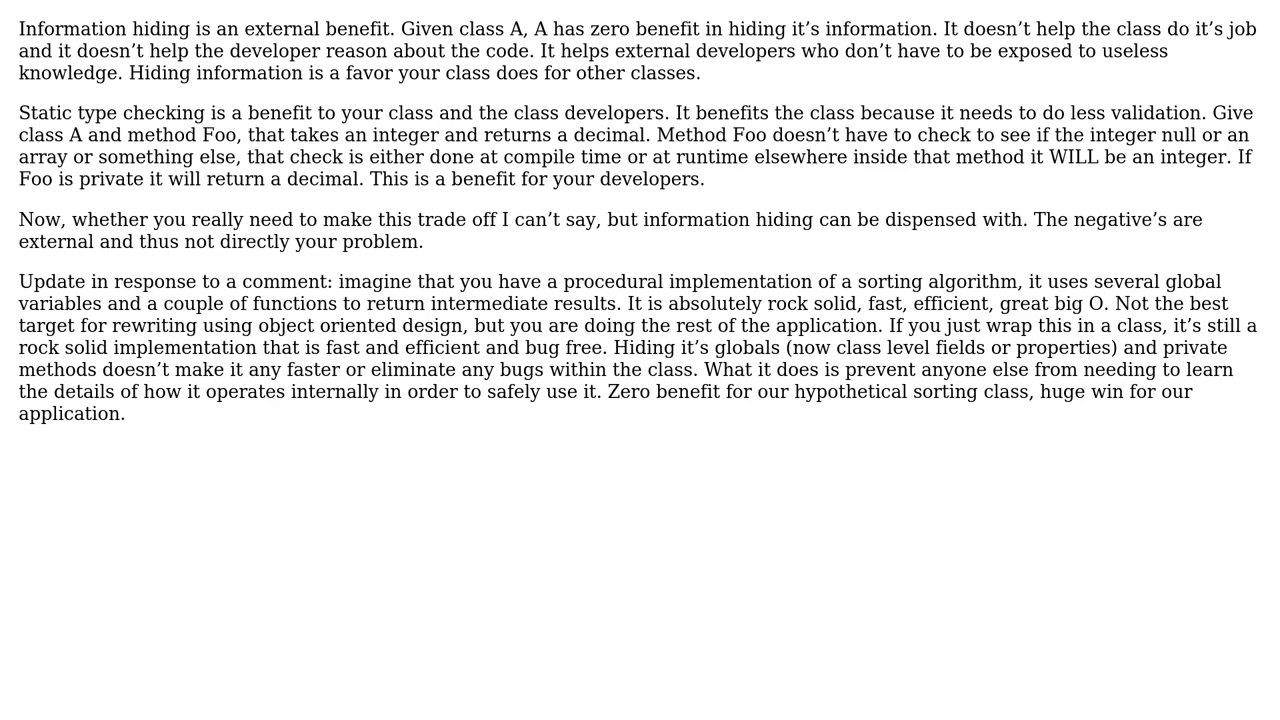 Information hiding is an external benefit. Given class A, A has zero benefit in hiding it’s information. It doesn’t help the class do it’s job
and it doesn’t help the developer reason about the code. It helps external developers who don’t have to be exposed to useless
knowledge. Hiding information is a favor your class does for other classes.
Static type checking is a benefit to your class and the class developers. It benefits the class because it needs to do less validation. Give
class A and method Foo, that takes an integer and returns a decimal. Method Foo doesn’t have to check to see if the integer null or an
array or something else, that check is either done at compile time or at runtime elsewhere inside that method it WILL be an integer. If
Foo is private it will return a decimal. This is a benefit for your developers.
Now, whether you really need to make this trade off I can’t say, but information hiding can be dispensed with. The negative’s are
external and thus not directly your problem.
Update in response to a comment: imagine that you have a procedural implementation of a sorting algorithm, it uses several global
variables and a couple of functions to return intermediate results. It is absolutely rock solid, fast, efficient, great big O. Not the best
target for rewriting using object oriented design, but you are doing the rest of the application. If you just wrap this in a class, it’s still a
rock solid implementation that is fast and efficient and bug free. Hiding it’s globals (now class level fields or properties) and private
methods doesn’t make it any faster or eliminate any bugs within the class. What it does is prevent anyone else from needing to learn
the details of how it operates internally in order to safely use it. Zero benefit for our hypothetical sorting class, huge win for our
application.